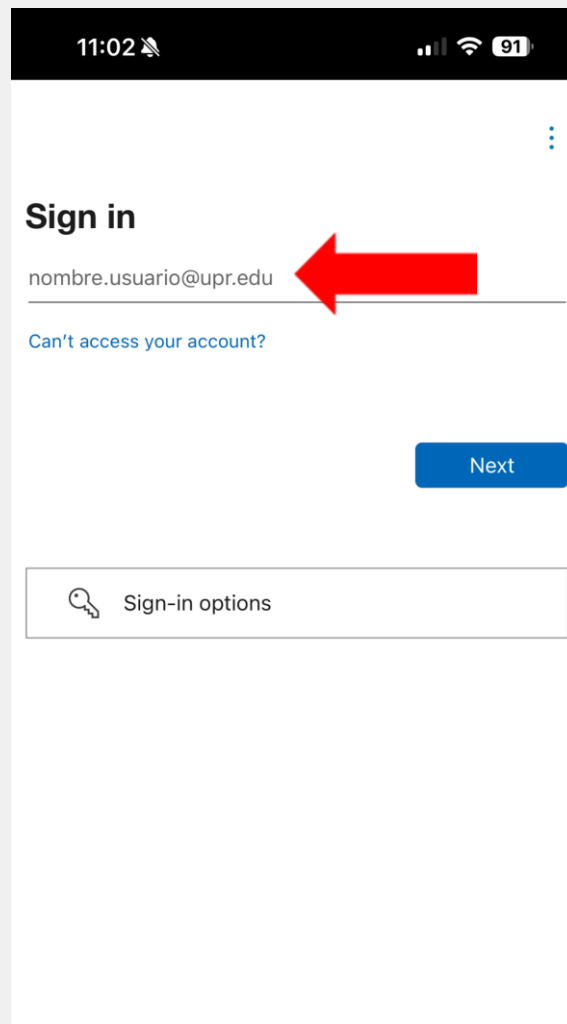 11:02
91
Sign in
nombre.usuario@upr.edu
Can't access your account?
Next
Sign-in options